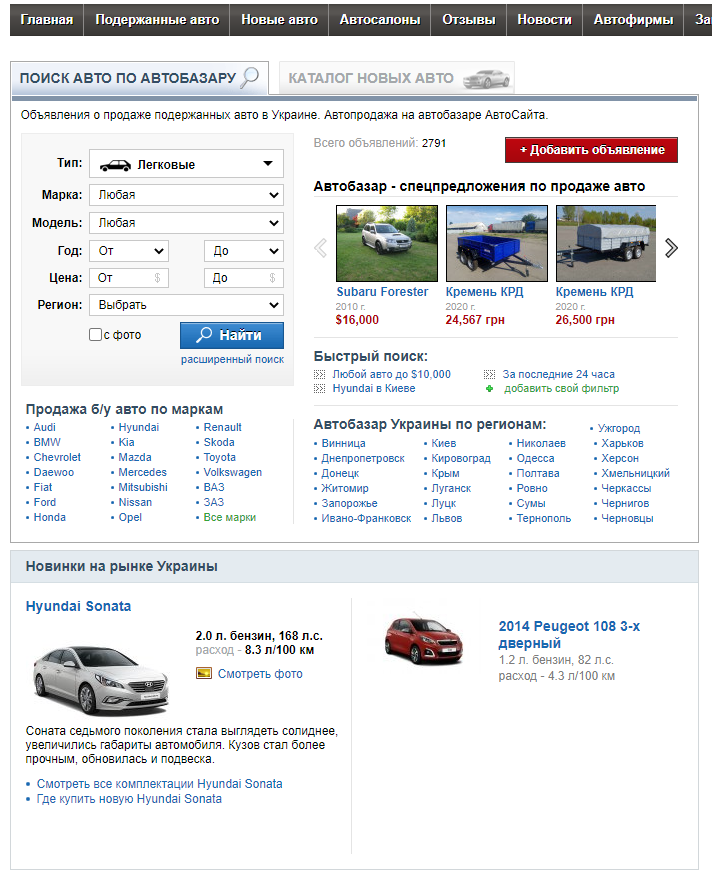 Главная
Подержанные авто
Новые авто
Автосалоны
Отзывы
Новости
Автофирмы
За
ПОИСК АВТО ПО АВТОБАЗАРУ
КАТАЛОГ НОВЫХ АВТО
Объявления о продаже подержанных авто в Украине. Автопродажа на автобазаре АвтоСайта.
Тип: Легковые
Марка: Любая
Модель: Любая
Год: От До
Цена: От $ До $
Регион: Выбрать
с фото
Найти
расширенный поиск
Всего объявлений: 2791
+ Добавить объявление
Автобазар - спецпредложения по продаже авто
Subaru Forester
2010 г.
$16,000
Кремень КРД
2020 г.
24,567 грн
Кремень КРД
2020 г.
26,500 грн
Быстрый поиск:
Любой авто до $10,000
За последние 24 часа
Hyundai в Киеве
добавить свой фильтр
Продажа б/у авто по маркам
Audi
BMW
Chevrolet
Daewoo
Fiat
Ford
Honda
Hyundai
Kia
Mazda
Mercedes
Mitsubishi
Nissan
Opel
Renault
Skoda
Toyota
Volkswagen
ВАЗ
ЗАЗ
Все марки
Автобазар Украины по регионам:
Винница
Днепропетровск
Донецк
Житомир
Запорожье
Ивано-Франковск
Киев
Кировоград
Крым
Луганск
Луцк
Львов
Николаев
Одесса
Полтава
Ровно
Сумы
Тернополь
Ужгород
Харьков
Херсон
Хмельницкий
Черкассы
Чернигов
Черновцы
Новинки на рынке Украины
Hyundai Sonata
2.0 л. бензин, 168 л.с.
расход - 8.3 л/100 км
Смотреть фото
Соната седьмого поколения стала выглядеть солиднее,
увеличились габариты автомобиля. Кузов стал более
прочным, обновилась и подвеска.
Смотреть все комплектации Hyundai Sonata
Где купить новую Hyundai Sonata
2014 Peugeot 108 3-х
дверный
1.2 л. бензин, 82 л.с.
расход - 4.3 л/100 км